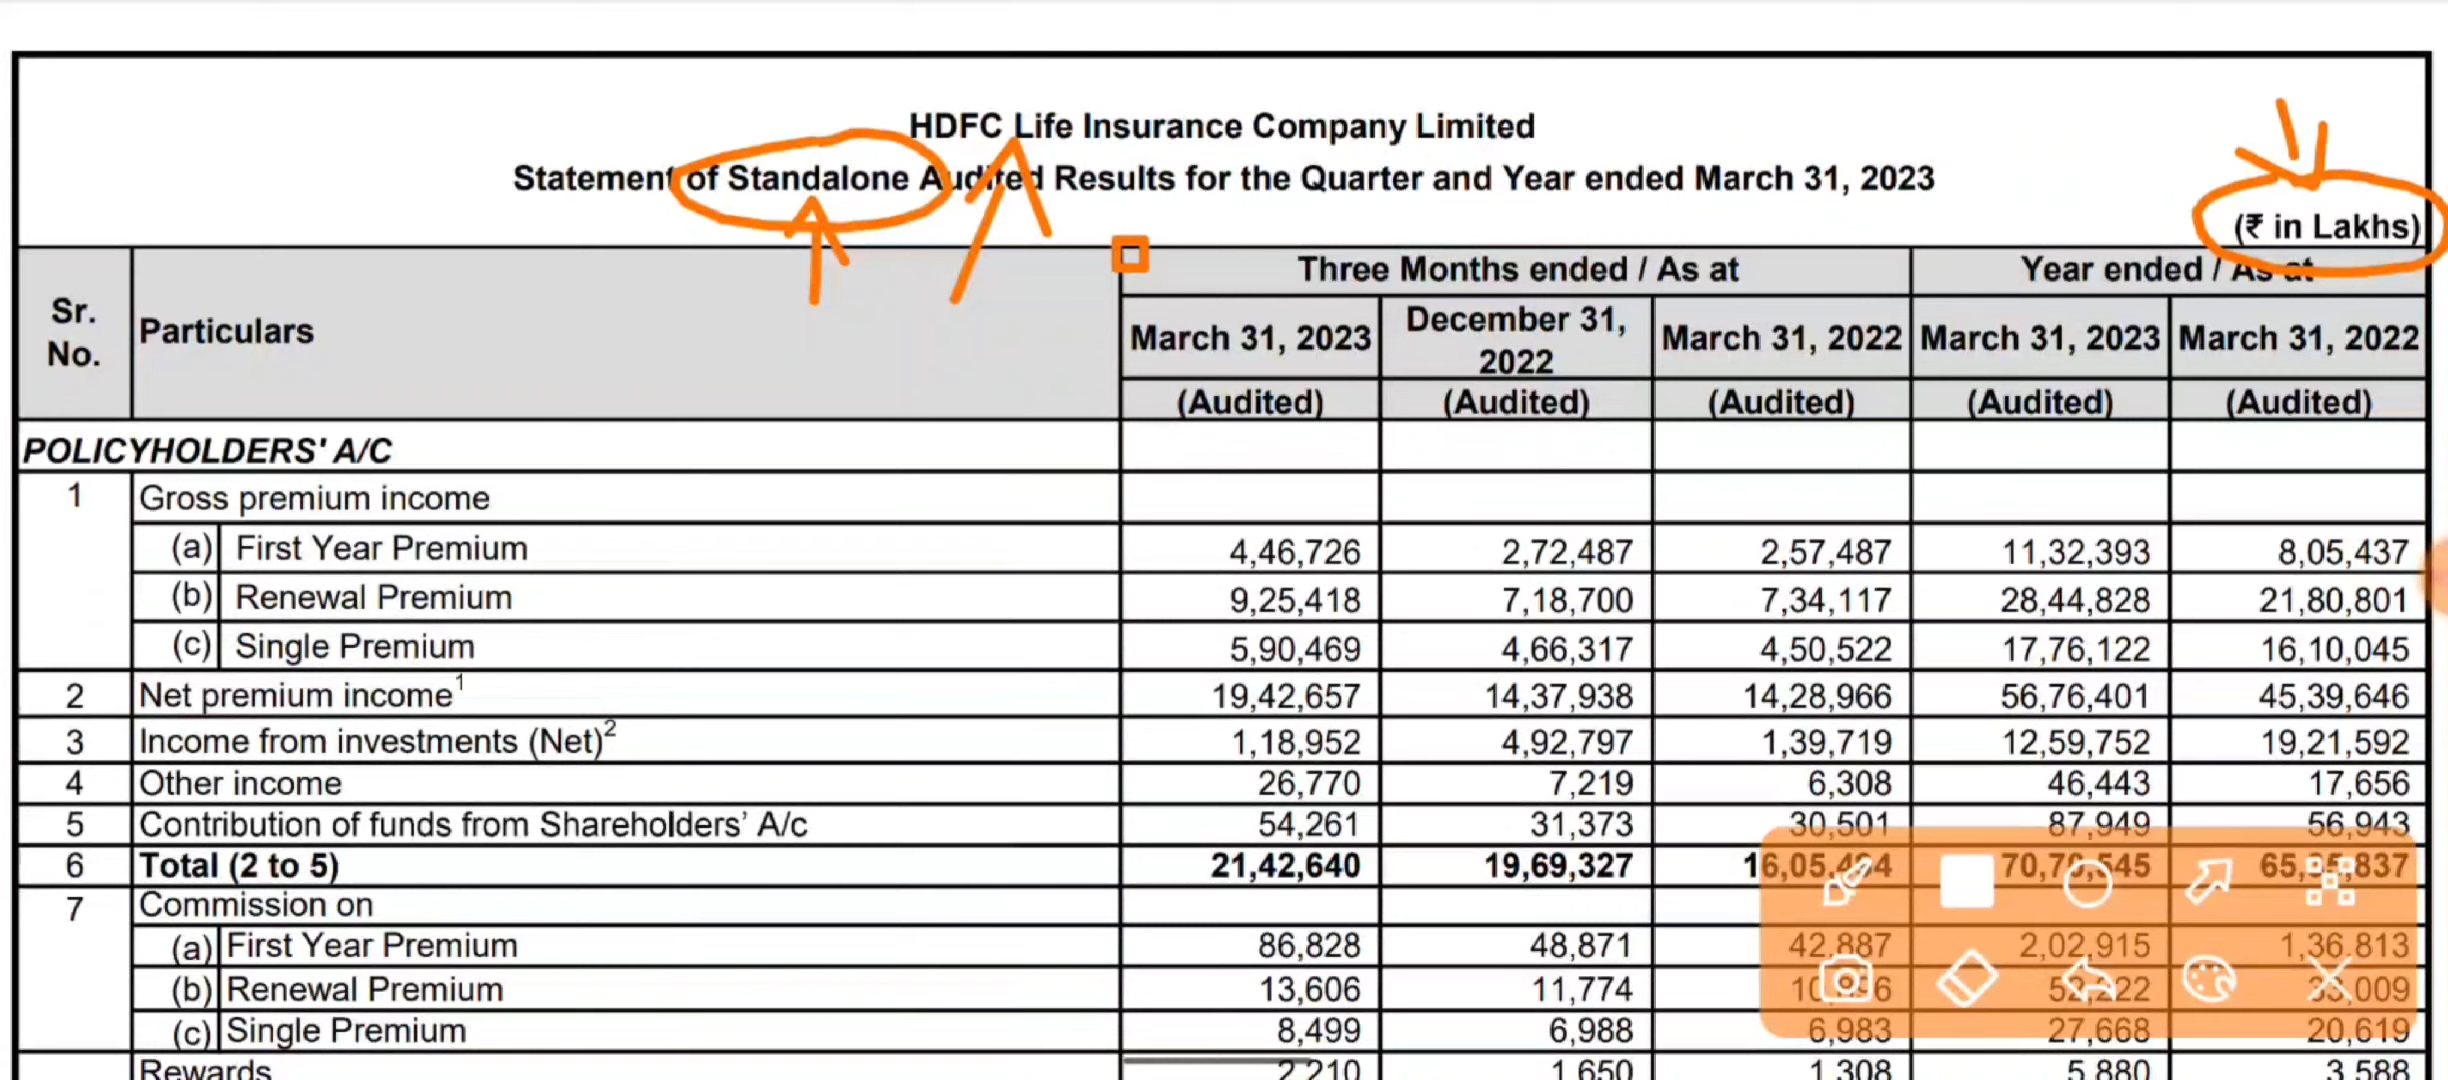 HDFC Life Insurance Company Limited
Statement of Standalone Audited Results for the Quarter and Year ended March 31, 2023
(₹ in Lakhs)
Sr. No. Particulars Three Months ended / As at Year ended / As at
March 31, 2023 December 31, 2022 March 31, 2022 March 31, 2023 March 31, 2022
(Audited) (Audited) (Audited) (Audited) (Audited)
POLICYHOLDERS' A/C
1 Gross premium income
(a) First Year Premium 4,46,726 2,72,487 2,57,487 11,32,393 8,05,437
(b) Renewal Premium 9,25,418 7,18,700 7,34,117 28,44,828 21,80,801
(c) Single Premium 5,90,469 4,66,317 4,50,522 17,76,122 16,10,045
2 Net premium income1 19,42,657 14,37,938 14,28,966 56,76,401 45,39,646
3 Income from investments (Net)2 1,18,952 4,92,797 1,39,719 12,59,752 19,21,592
4 Other income 26,770 7,219 6,308 46,443 17,656
5 Contribution of funds from Shareholders' A/c 54,261 31,373 30,501 87,949 56,943
6 Total (2 to 5) 21,42,640 19,69,327
7 Commission on
(a) First Year Premium 86,828 48,871 42,887 2,02,915 1,36,813
(b) Renewal Premium 13,606 11,774
(c) Single Premium 8,499 6,988 6,983 27,668 20,619
Rewards 2,210 1,650 1,308 5,880 3,588